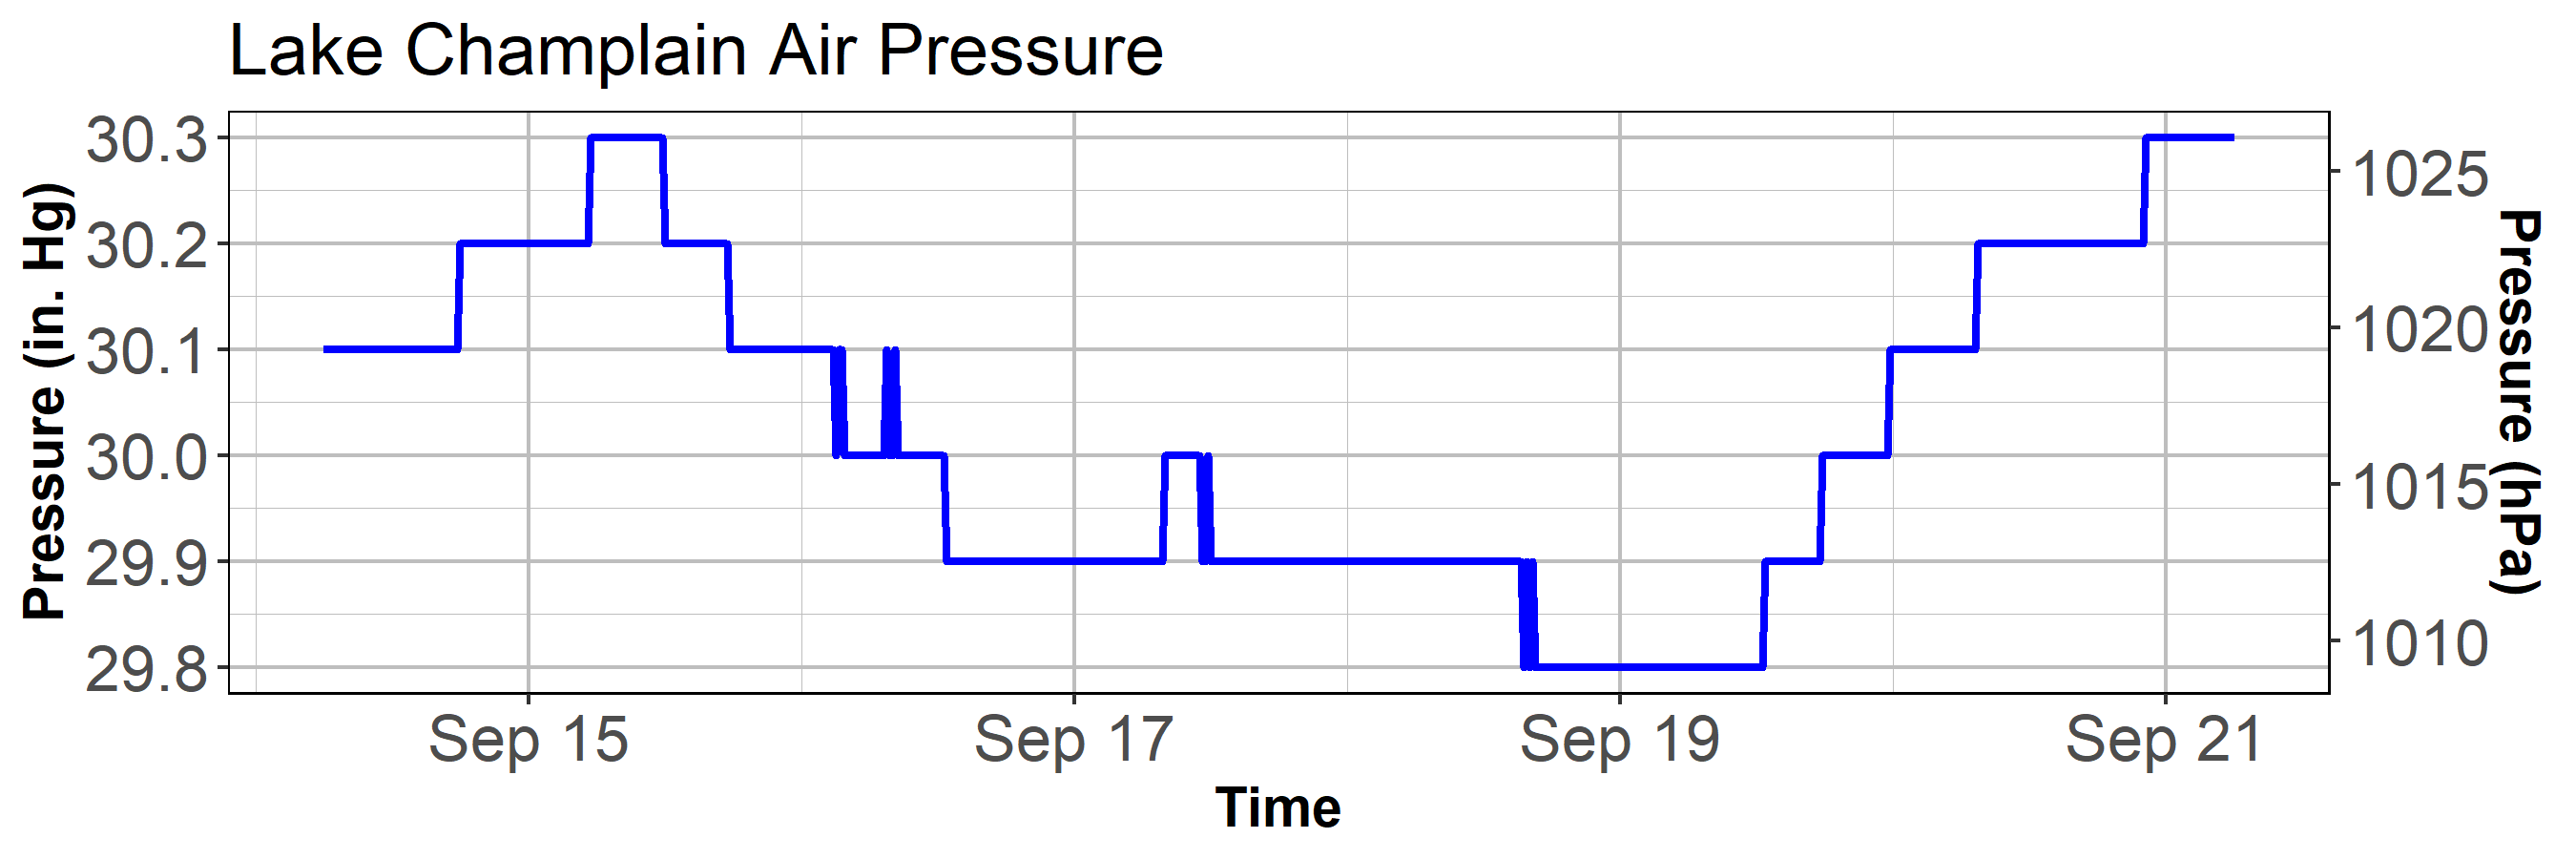 Lake Champlain Air Pressure
Pressure (in. Hg)
30.3
30.2
30.1
30.0
29.9
29.8
1025
1020
1015
1010
Pressure (hPa)
Sep 15 Sep 17 Sep 19 Sep 21
Time